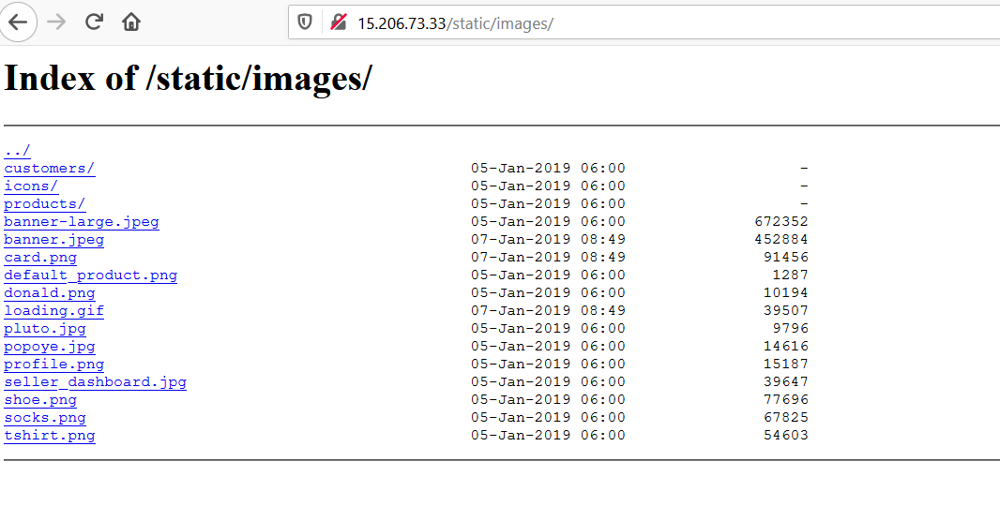 15.206.73.33/static/images/
Index of /static/images/
../
customers/ 05-Jan-2019 06:00 -
icons/ 05-Jan-2019 06:00 -
products/ 05-Jan-2019 06:00 -
banner-large.jpeg 05-Jan-2019 06:00 672352
banner.jpeg 07-Jan-2019 08:49 452884
card.png 07-Jan-2019 08:49 91456
default_product.png 05-Jan-2019 06:00 1287
donald.png 05-Jan-2019 06:00 10194
loading.gif 07-Jan-2019 08:49 39507
pluto.jpg 05-Jan-2019 06:00 9796
popoye.jpg 05-Jan-2019 06:00 14616
profile.png 05-Jan-2019 06:00 15187
seller_dashboard.jpg 05-Jan-2019 06:00 39647
shoe.png 05-Jan-2019 06:00 77696
socks.png 05-Jan-2019 06:00 67825
tshirt.png 05-Jan-2019 06:00 54603